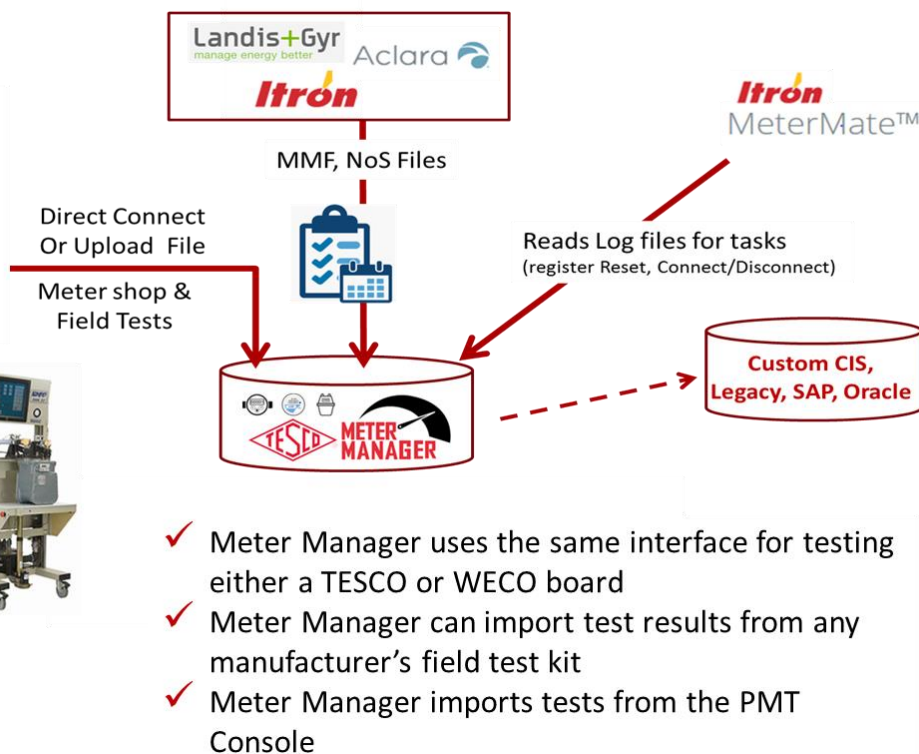 Landis+Gyr
manage energy better
Aclara
Itrón
Itrón
MeterMate™
MMF, NoS Files
Direct Connect
Or Upload File
Meter shop &
Field Tests
Reads Log files for tasks
(register Reset, Connect/Disconnect)
Custom CIS,
Legacy, SAP, Oracle
TESCO
METER
MANAGER
✓ Meter Manager uses the same interface for testing
either a TESCO or WECO board
✓ Meter Manager can import test results from any
manufacturer’s field test kit
✓ Meter Manager imports tests from the PMT
Console